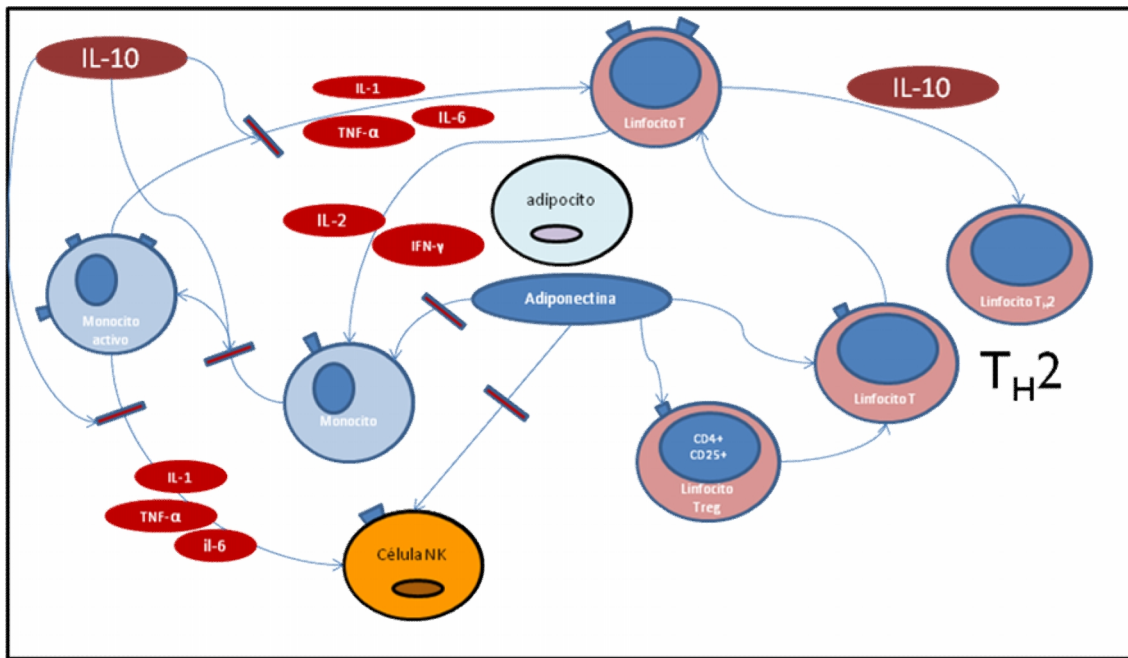 IL-10
IL-1
IL-6
TNF-α
Linfocito T
IL-10
adipocito
IL-2
IFN-γ
Linfocito TH2
Adiponectina
Monocito
activo
Monocito
Linfocito T
TH2
CD4+
CD25+
Linfocito
Treg
IL-1
TNF-α
il-6
Célula NK